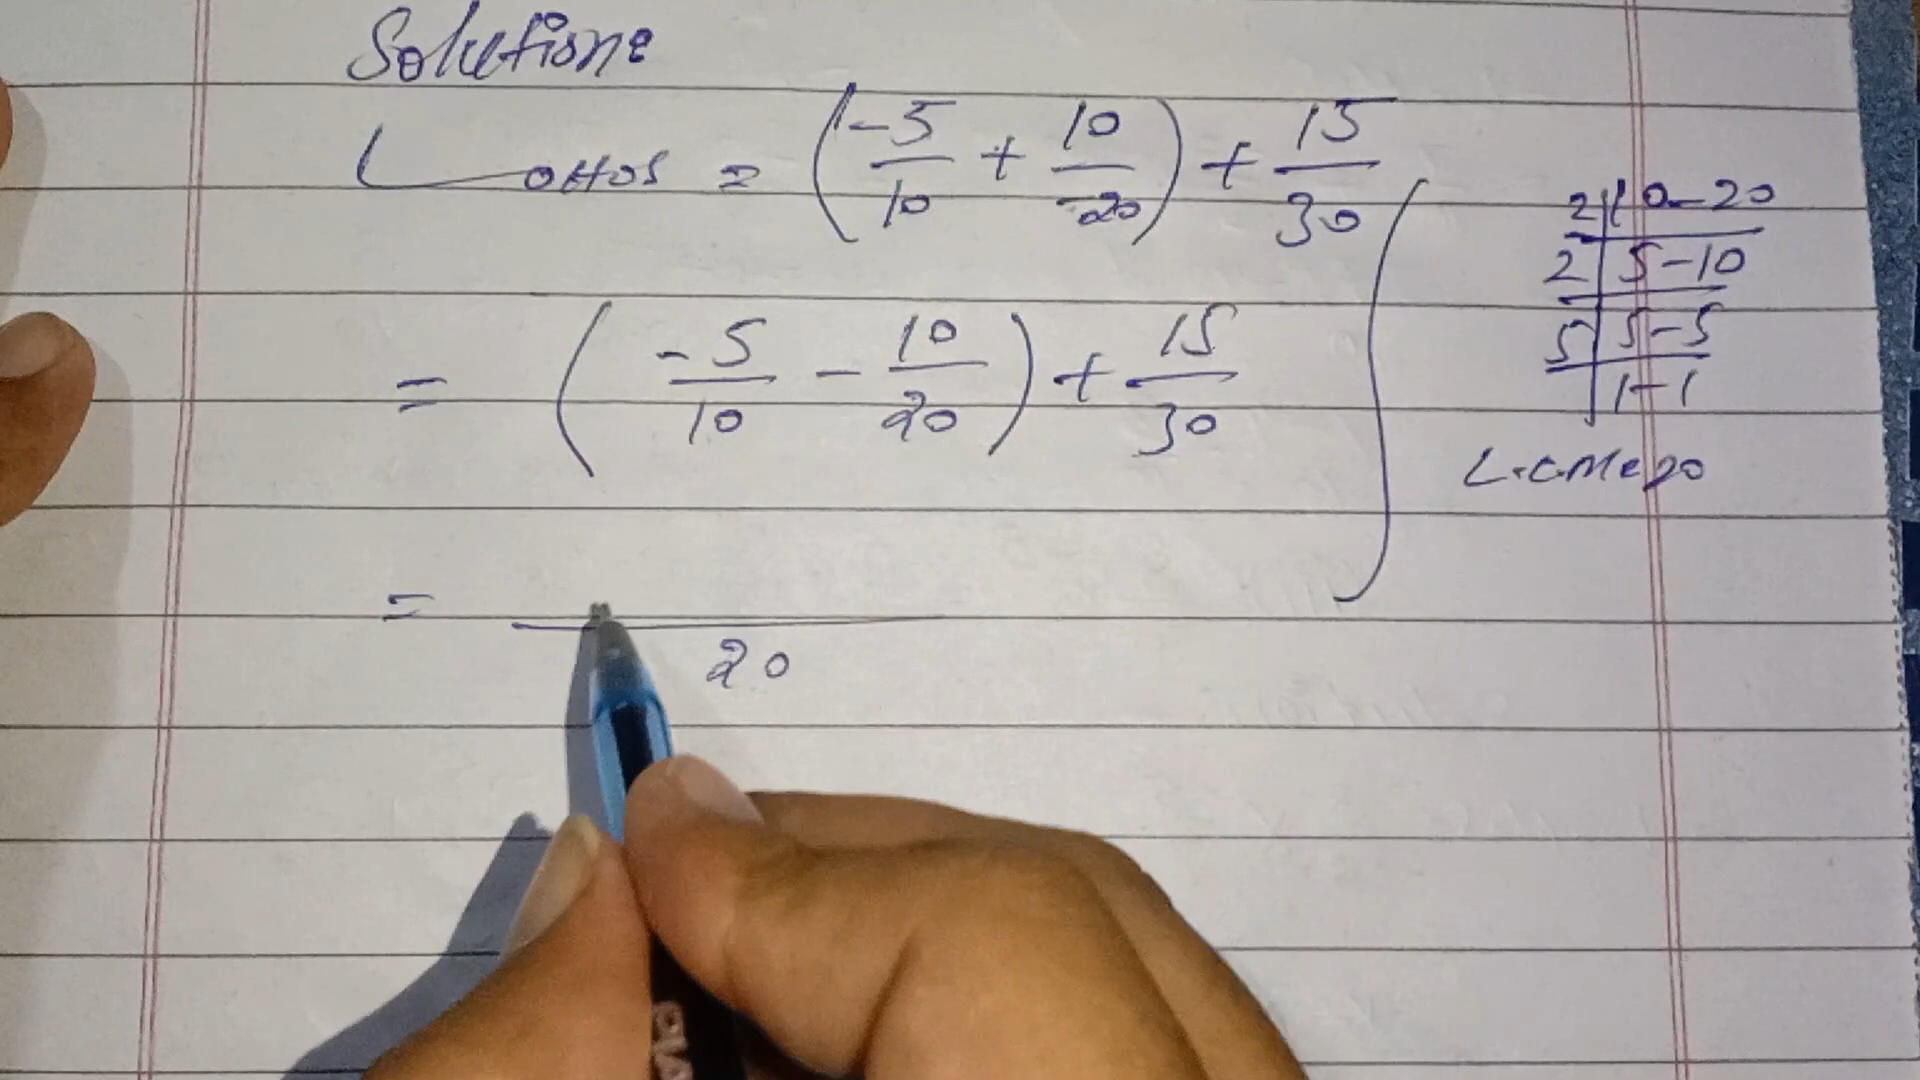 Solution:
L OHOS = (-5/10 + 10/-20) + 15/30
= (-5/10 - 10/20) + 15/30
= /20
2 | 10-20
2 | 5-10
5 | 5-5
1-1
L.C.M=20